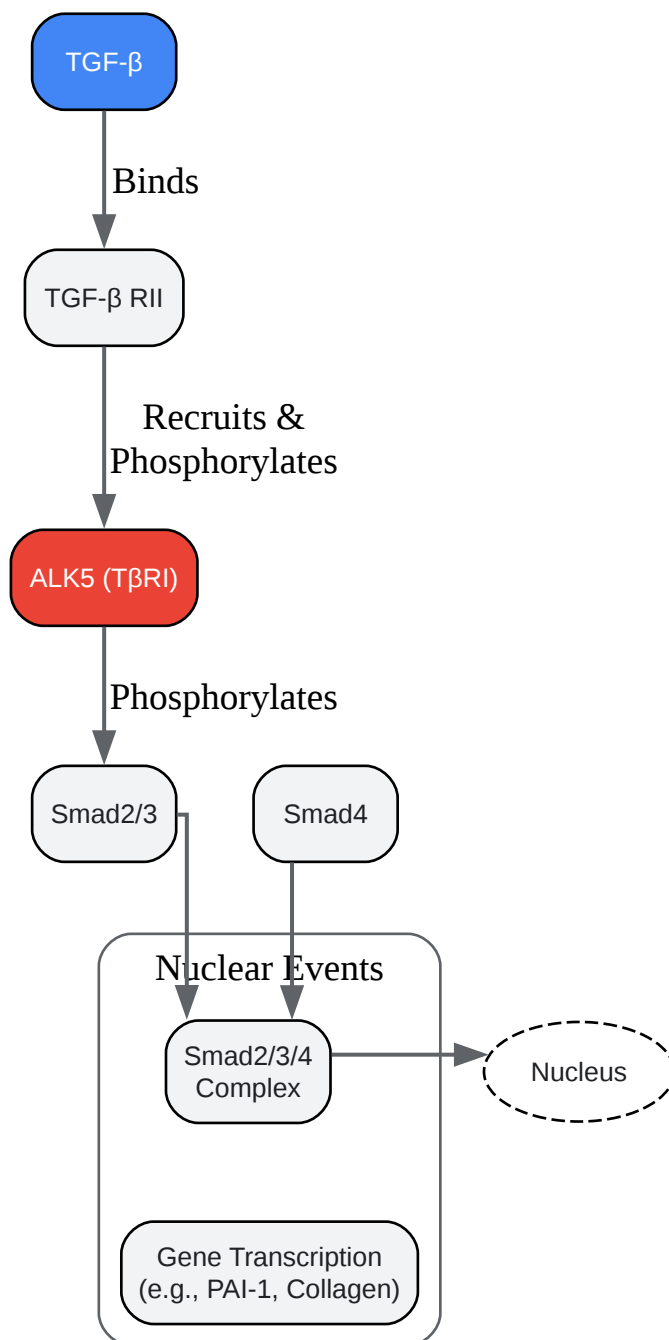 TGF-β
Binds
TGF-β RII
Recruits &
Phosphorylates
ALK5 (TβRI)
Phosphorylates
Smad2/3
Smad4
Nuclear Events
Smad2/3/4
Complex
Nucleus
Gene Transcription
(e.g., PAI-1, Collagen)